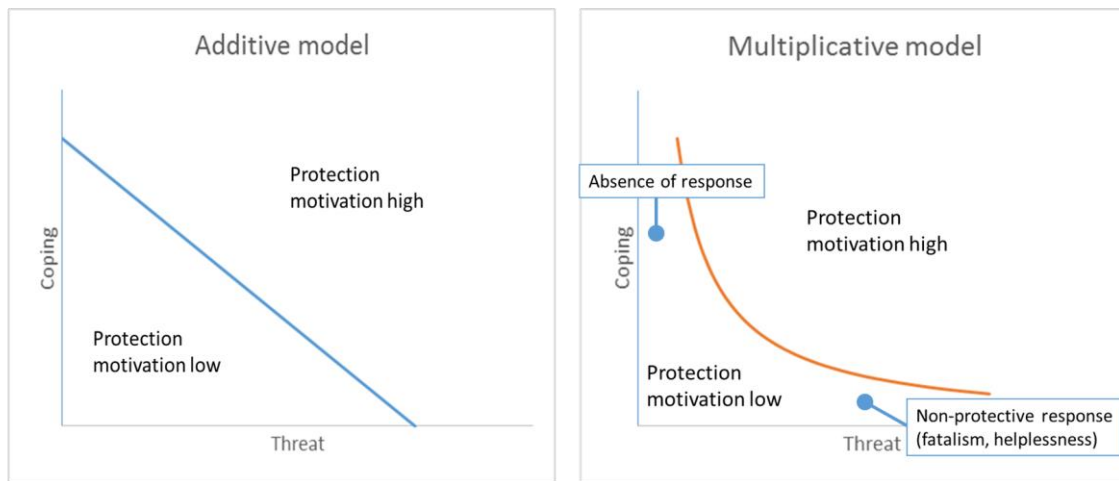 Additive model
Protection
motivation high
Coping
Protection
motivation low
Threat
Multiplicative model
Absence of response
Protection
motivation high
Coping
Protection
motivation low
Non-protective response
(fatalism, helplessness)
Threat